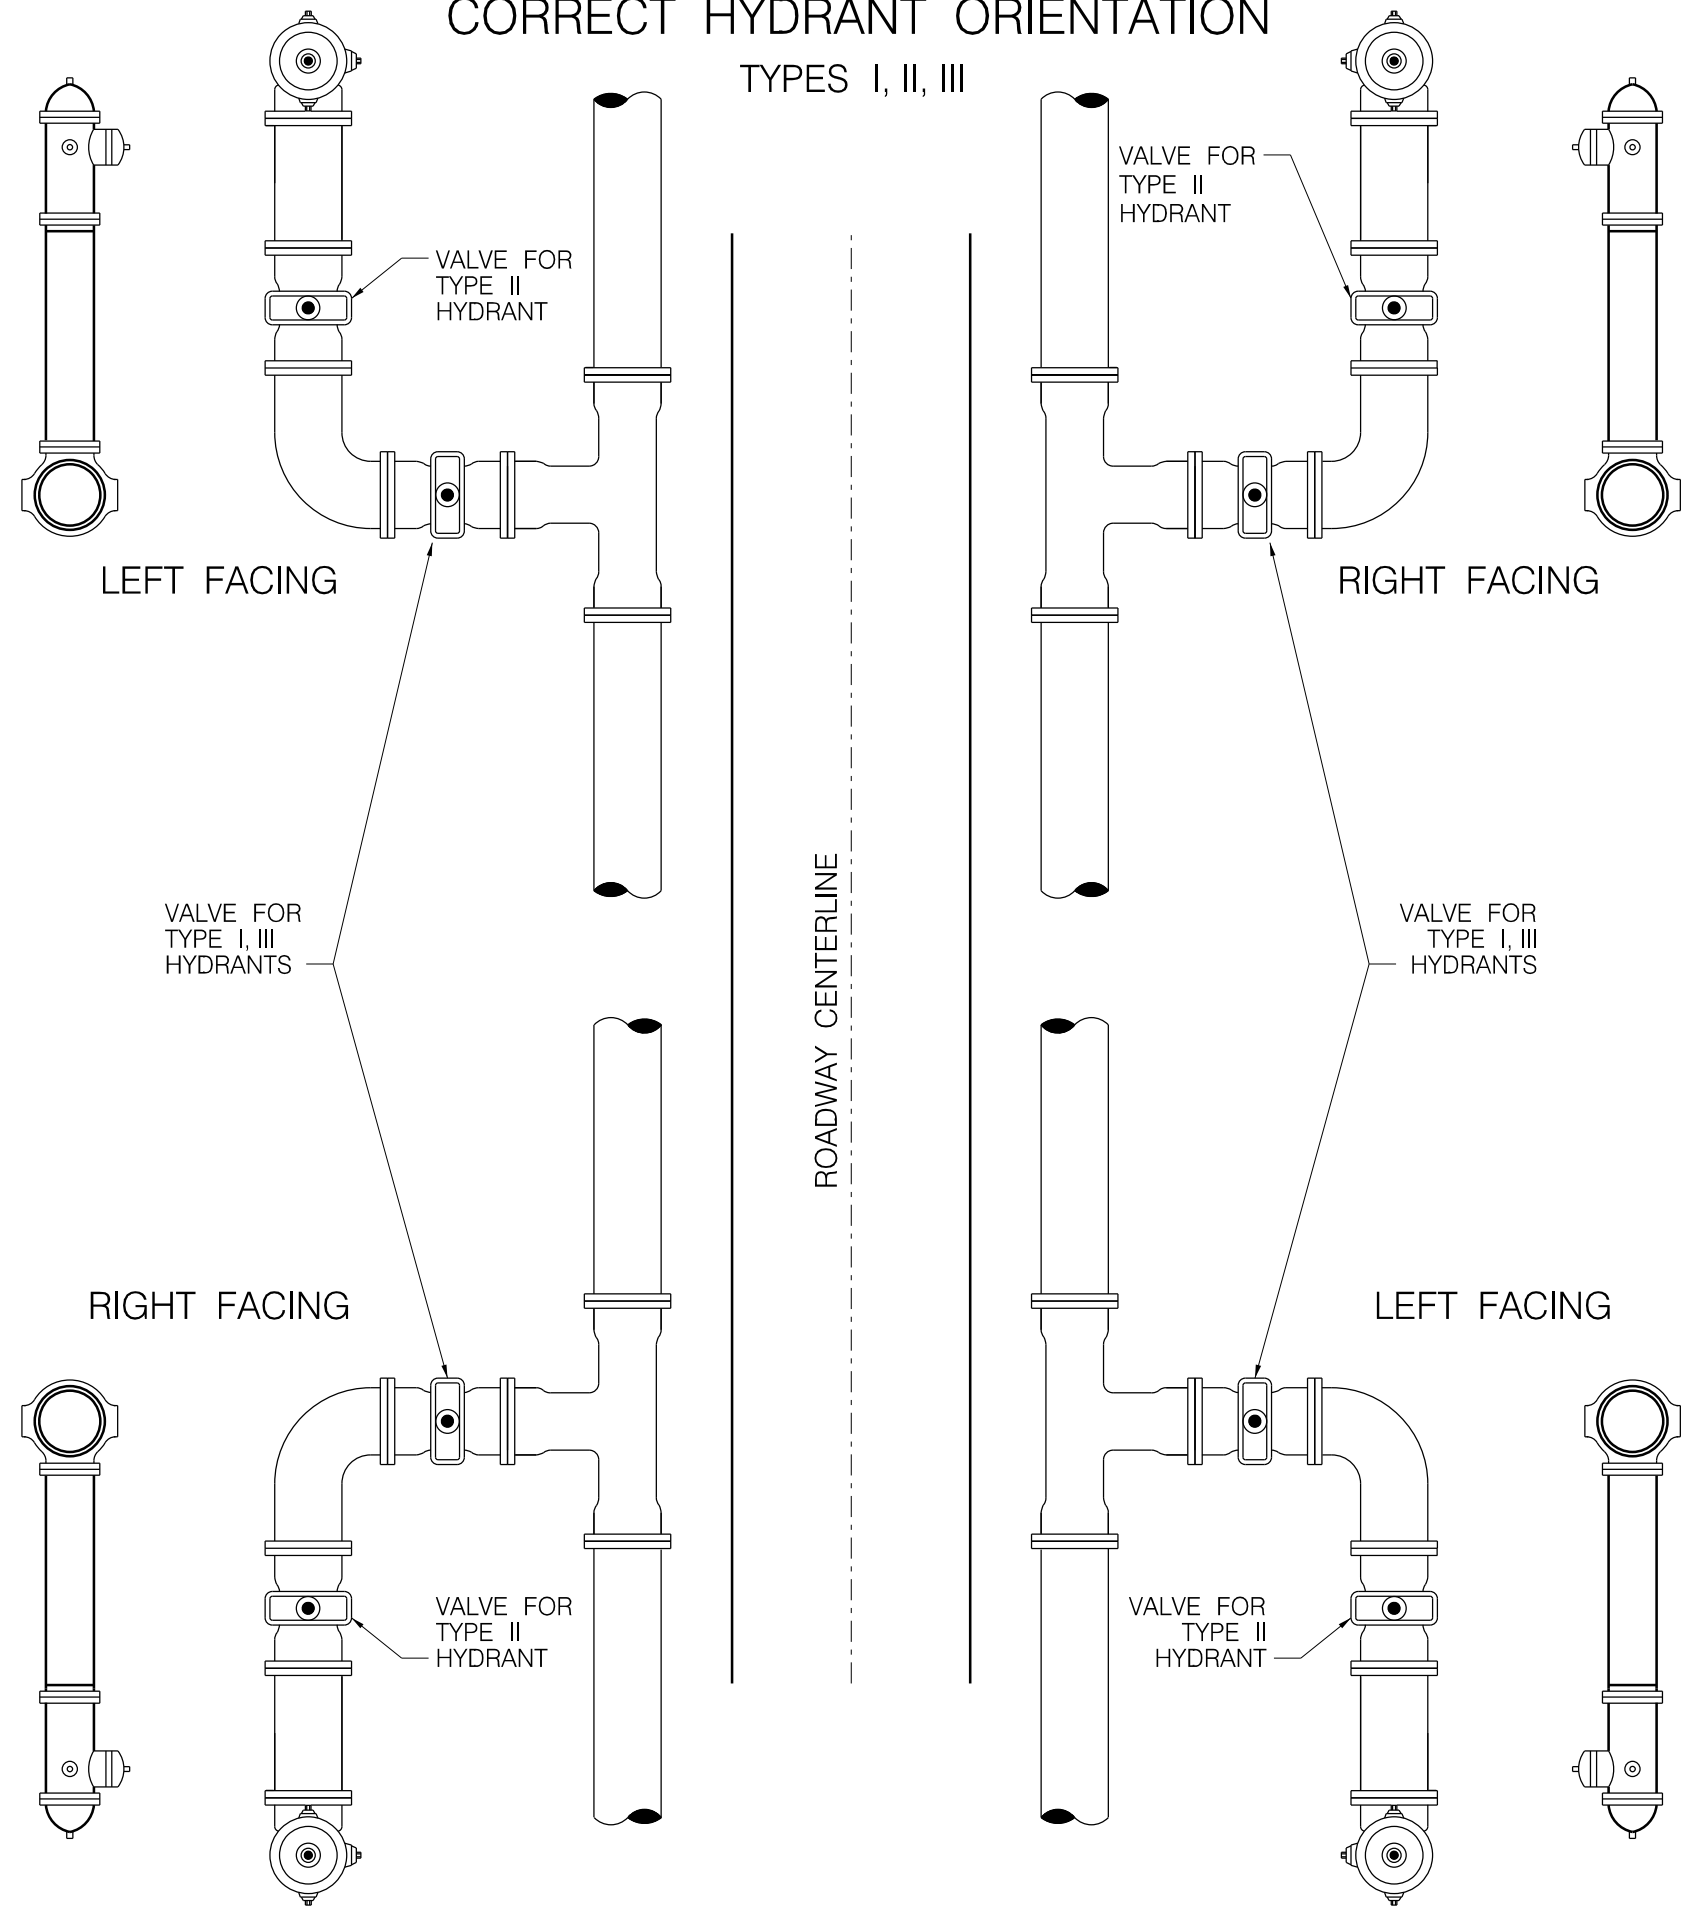 CORRECT HYDRANT ORIENTATION
TYPES I, II, III
VALVE FOR
TYPE II
HYDRANT
VALVE FOR
TYPE II
HYDRANT
LEFT FACING
RIGHT FACING
VALVE FOR
TYPE I, III
HYDRANTS
ROADWAY CENTERLINE
VALVE FOR
TYPE I, III
HYDRANTS
RIGHT FACING
LEFT FACING
VALVE FOR
TYPE II
HYDRANT
VALVE FOR
TYPE II
HYDRANT